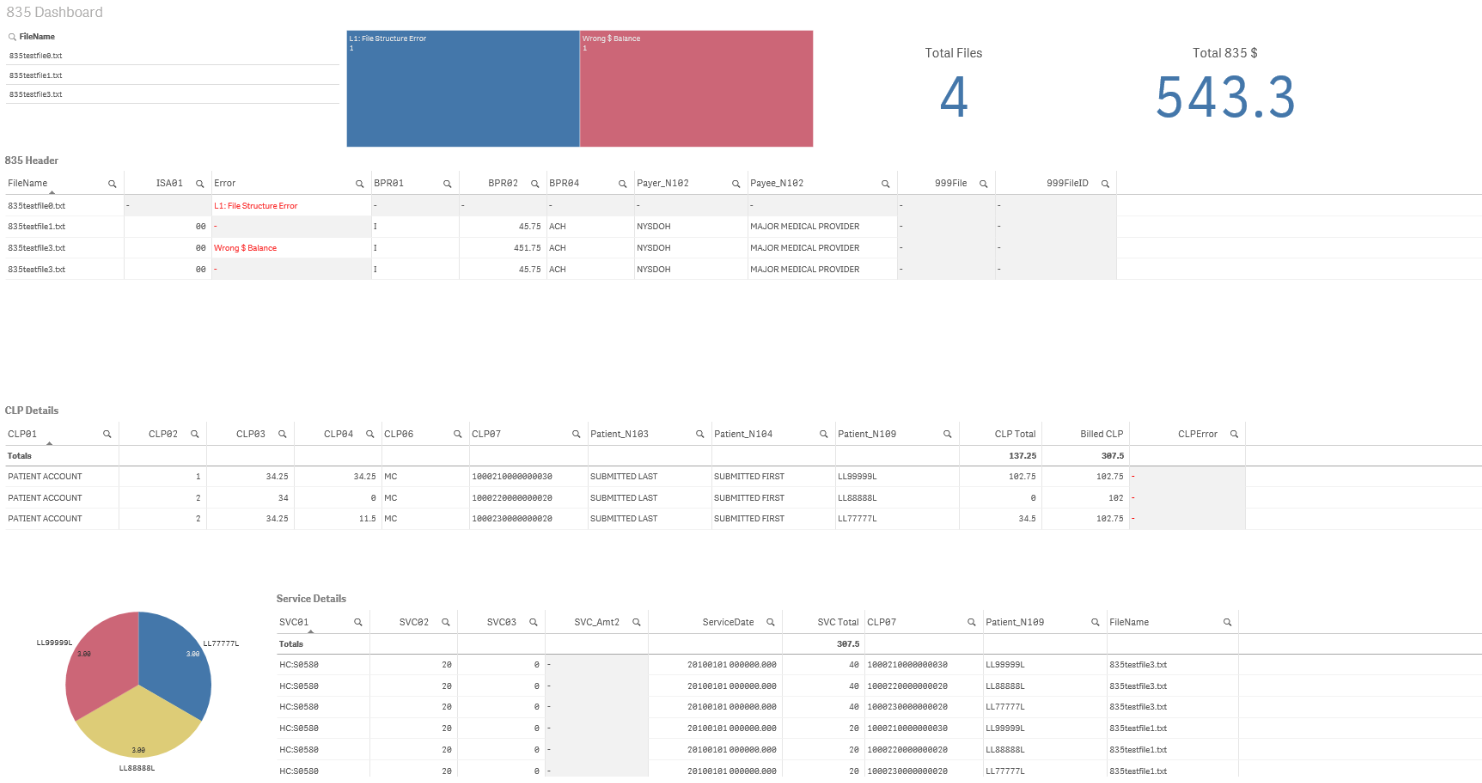 835 Dashboard
FileName
835testfile0.txt
835testfile1.txt
835testfile3.txt
L1: File Structure Error
1
Wrong $ Balance
1
Total Files
4
Total 835 $
543.3
835 Header
FileName ISA01 Error BPR01 BPR02 BPR04 Payer_N102 Payee_N102 999File 999FileID
835testfile0.txt - L1: File Structure Error - - - - - - -
835testfile1.txt 00 - I 45.75 ACH NYSDOH MAJOR MEDICAL PROVIDER - -
835testfile3.txt 00 Wrong $ Balance I 451.75 ACH NYSDOH MAJOR MEDICAL PROVIDER - -
835testfile3.txt 00 - I 45.75 ACH NYSDOH MAJOR MEDICAL PROVIDER - -
CLP Details
CLP01 CLP02 CLP03 CLP04 CLP06 CLP07 Patient_N103 Patient_N104 Patient_N109 CLP Total Billed CLP CLPError
Totals 137.25 307.5
PATIENT ACCOUNT 1 34.25 34.25 MC 1000210000000030 SUBMITTED LAST SUBMITTED FIRST LL99999L 102.75 102.75 -
PATIENT ACCOUNT 2 34 0 MC 1000220000000020 SUBMITTED LAST SUBMITTED FIRST LL88888L 0 102 -
PATIENT ACCOUNT 2 34.25 11.5 MC 1000230000000020 SUBMITTED LAST SUBMITTED FIRST LL77777L 34.5 102.75 -
LL99999L
3.00
LL77777L
3.00
3.00
LL88888L
Service Details
SVC01 SVC02 SVC03 SVC_Amt2 ServiceDate SVC Total CLP07 Patient_N109 FileName
Totals 307.5
HC:S0580 20 0 - 20100101 000000.000 40 1000210000000030 LL99999L 835testfile3.txt
HC:S0580 20 0 - 20100101 000000.000 40 1000220000000020 LL88888L 835testfile3.txt
HC:S0580 20 0 - 20100101 000000.000 40 1000230000000020 LL77777L 835testfile3.txt
HC:S0580 20 0 - 20100101 000000.000 20 1000210000000030 LL99999L 835testfile1.txt
HC:S0580 20 0 - 20100101 000000.000 20 1000220000000020 LL88888L 835testfile1.txt
HC:S0580 20 0 - 20100101 000000.000 20 1000230000000020 LL77777L 835testfile1.txt